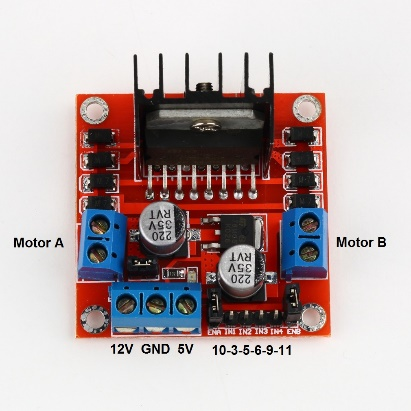 220
35V
RVT
Motor A
Motor B
220
35V
RVT
ENA IN1 IN2 IN3 IN4 ENB
12V GND 5V
10-3-5-6-9-11